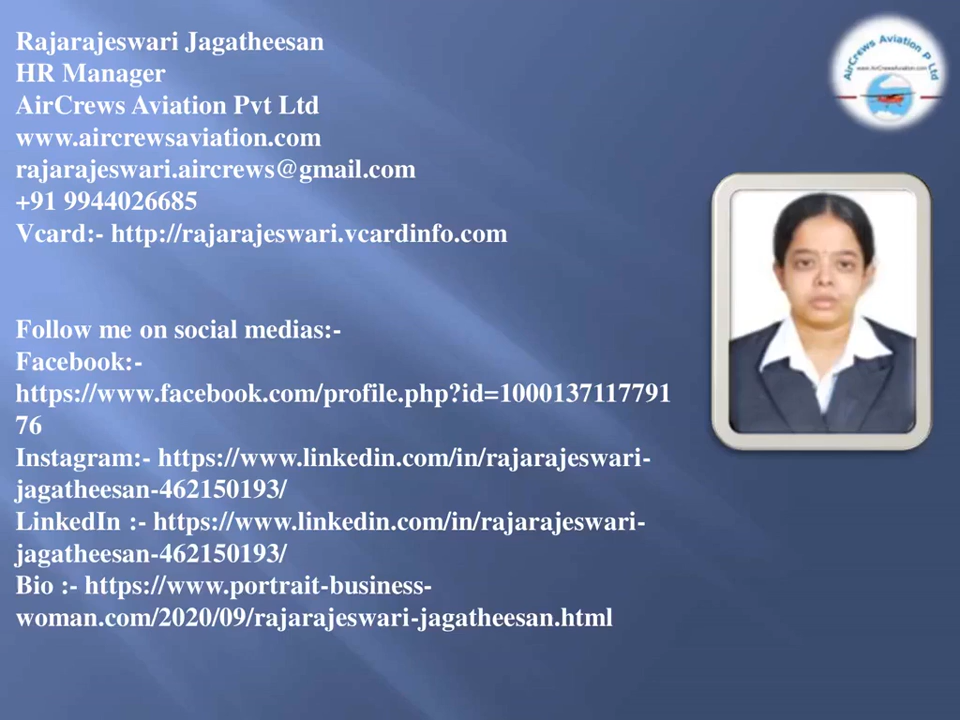 Rajarajeswari Jagatheesan
HR Manager
AirCrews Aviation Pvt Ltd
www.aircrewsaviation.com
rajarajeswari.aircrews@gmail.com
+91 9944026685
Vcard:- http://rajarajeswari.vcardinfo.com
Follow me on social medias:-
Facebook:-
https://www.facebook.com/profile.php?id=1000137117791
76
Instagram:- https://www.linkedin.com/in/rajarajeswari-
jagatheesan-462150193/
LinkedIn :- https://www.linkedin.com/in/rajarajeswari-
jagatheesan-462150193/
Bio :- https://www.portrait-business-
woman.com/2020/09/rajarajeswari-jagatheesan.html
AirCrews Aviation P Ltd
www.AirCrewsAviation.com